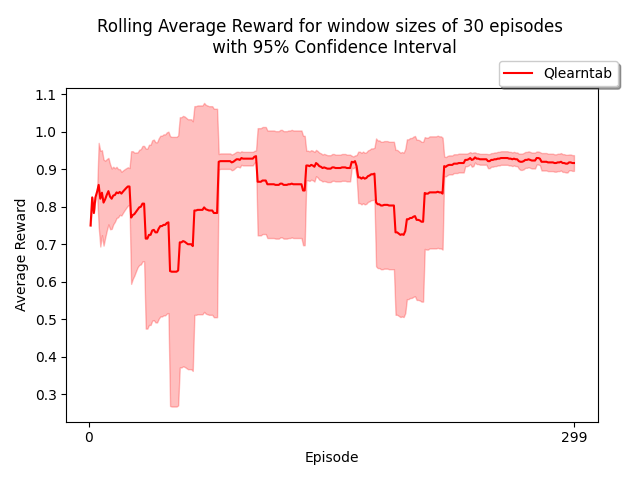 Rolling Average Reward for window sizes of 30 episodes
with 95% Confidence Interval
Qlearntab
1.1
1.0
0.9
0.8
0.7
0.6
0.5
0.4
0.3
Average Reward
0
299
Episode